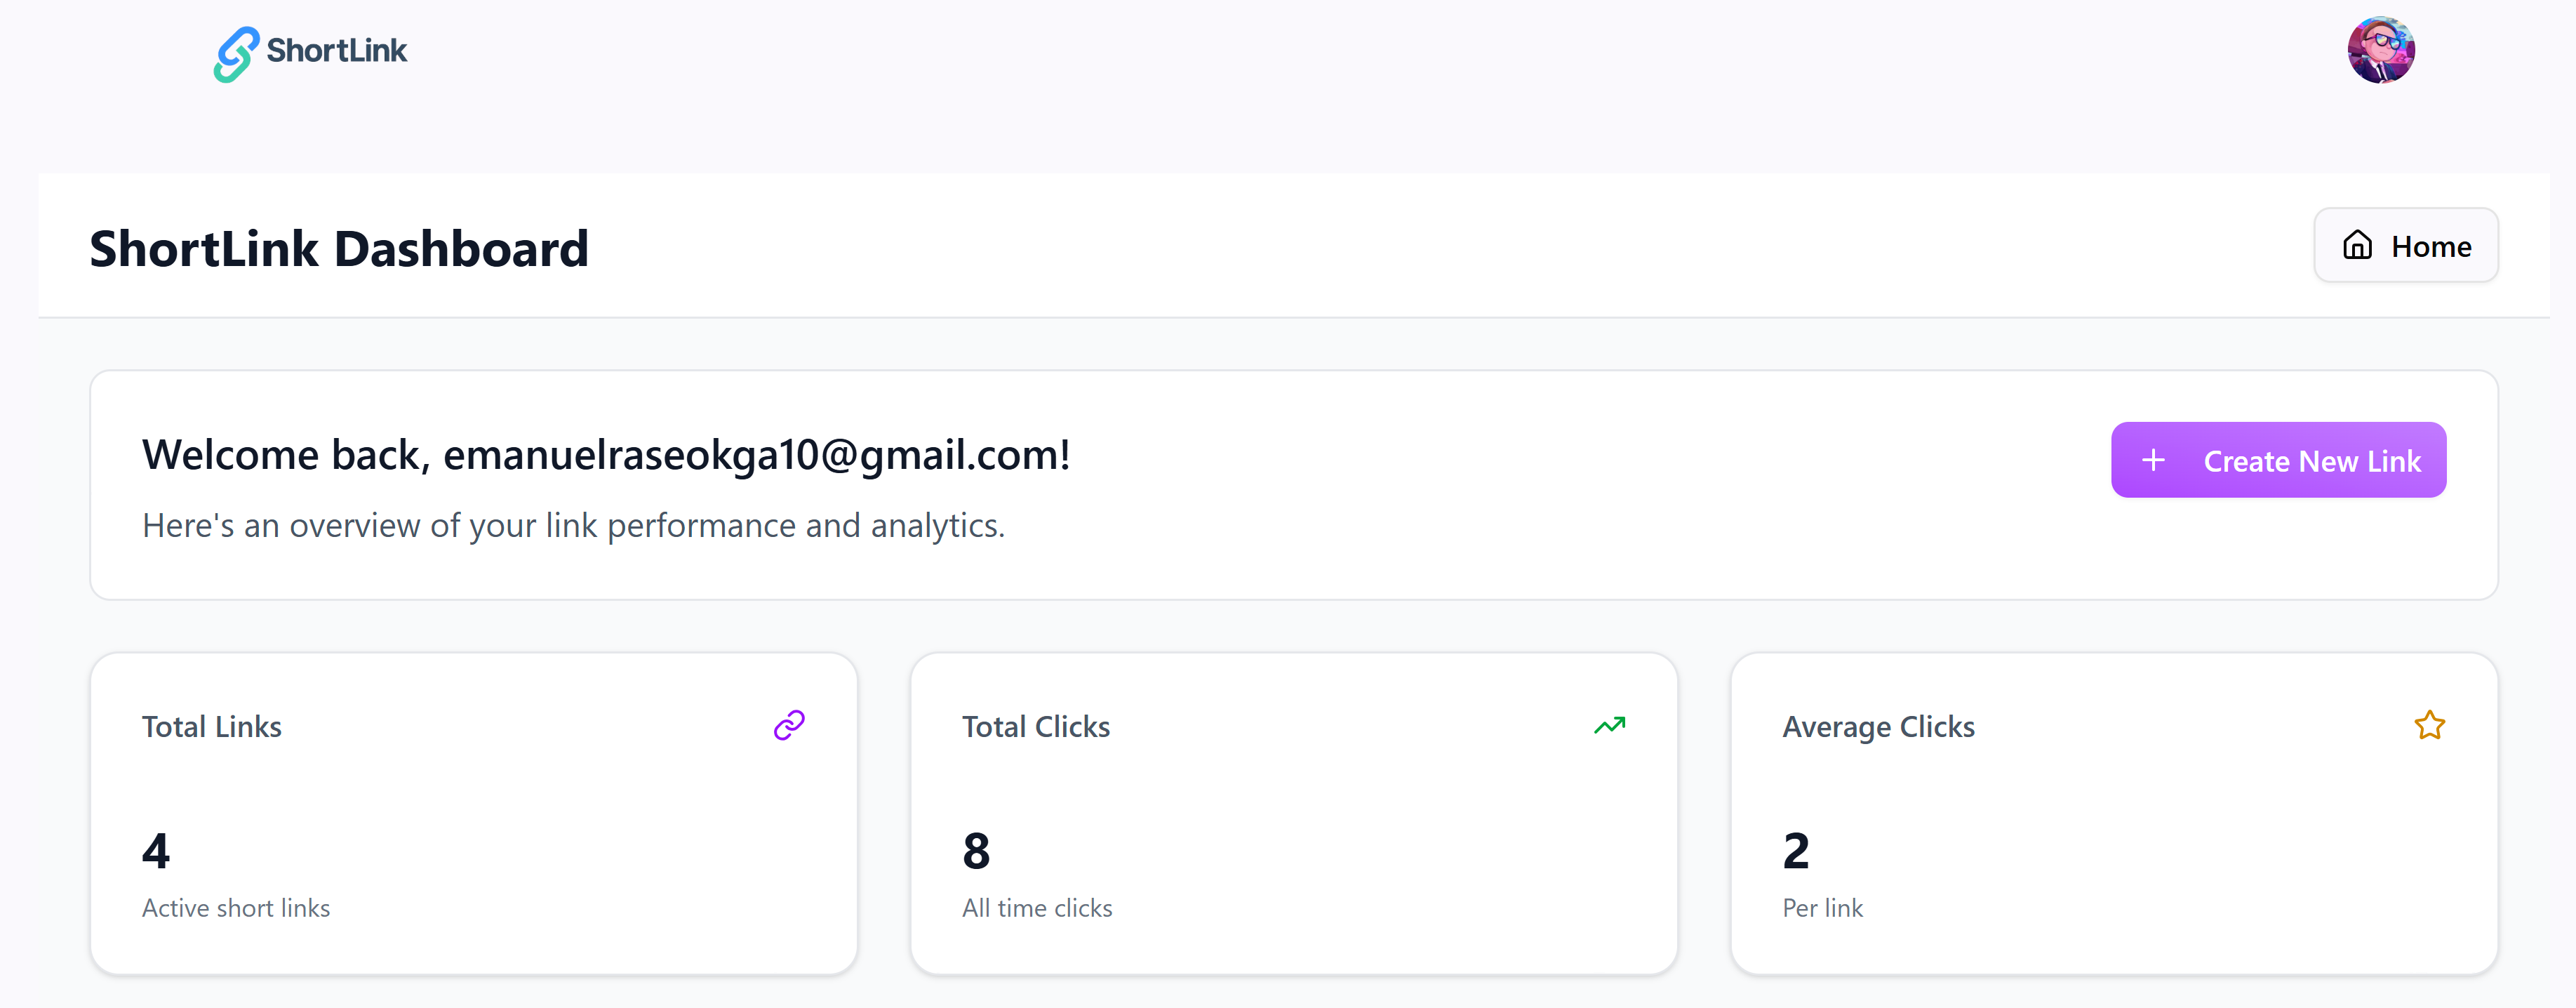 ShortLink
ShortLink Dashboard
Home
Welcome back, emanuelraseokga10@gmail.com!
Create New Link
Here's an overview of your link performance and analytics.
Total Links
4
Active short links
Total Clicks
8
All time clicks
Average Clicks
2
Per link